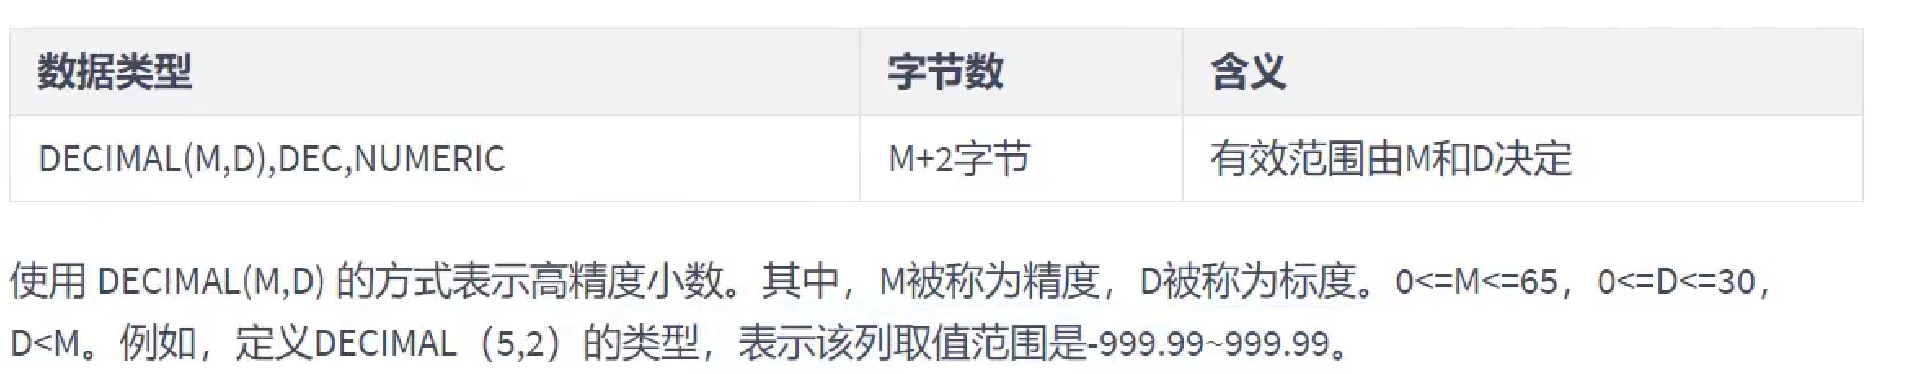 数据类型 字节数 含义
DECIMAL(M,D),DEC,NUMERIC M+2字节 有效范围由M和D决定
使用 DECIMAL(M,D) 的方式表示高精度小数。其中，M被称为精度，D被称为标度。0<=M<=65，0<=D<=30，
D<M。例如，定义DECIMAL（5,2）的类型，表示该列取值范围是-999.99~999.99。